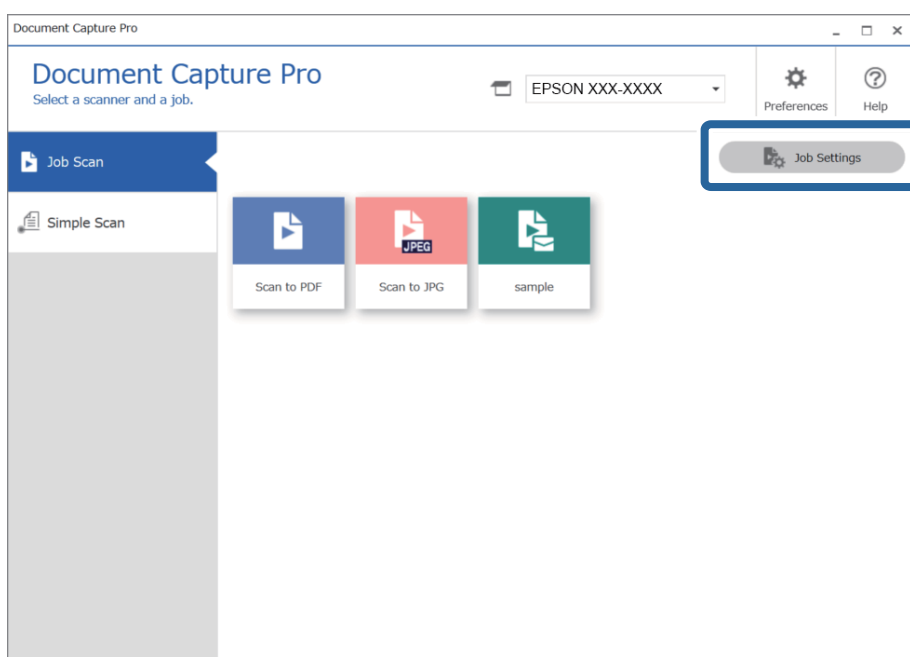 Document Capture Pro
Document Capture Pro
Select a scanner and a job.
EPSON XXX-XXXX
Preferences
Help
Job Scan
Job Settings
Simple Scan
JPEG
Scan to PDF
Scan to JPG
sample